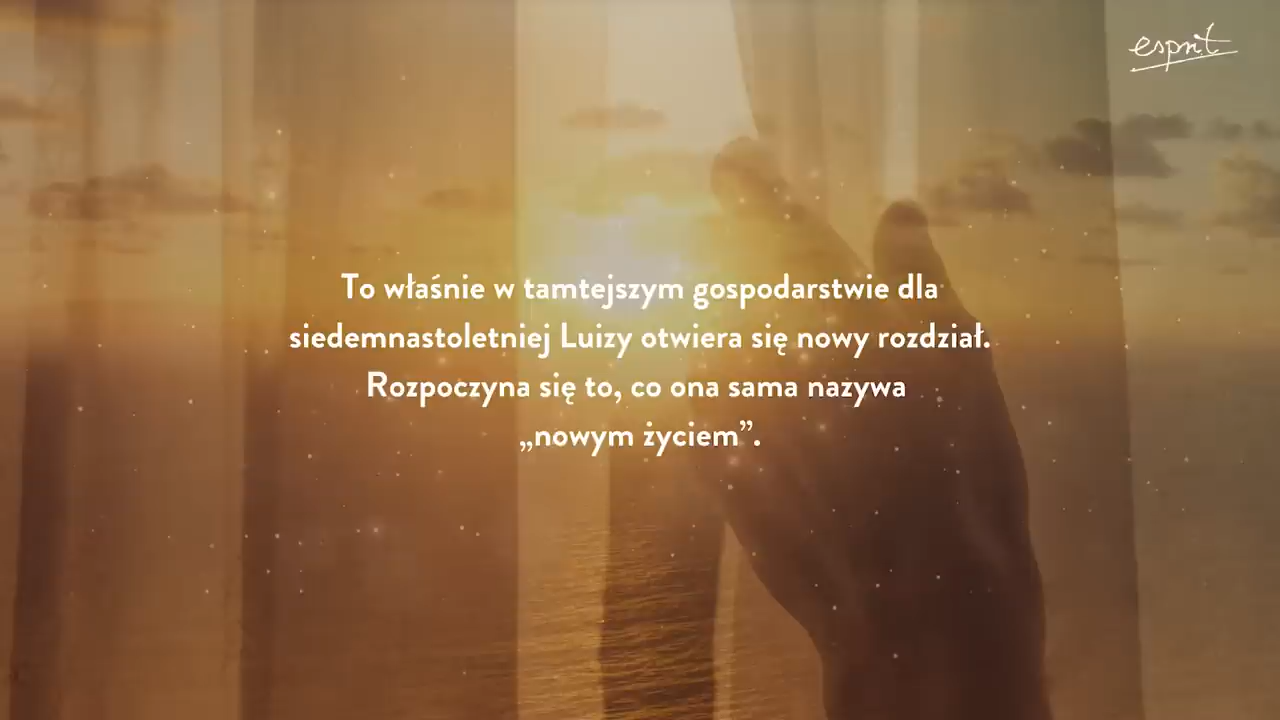 esprit
To właśnie w tamtejszym gospodarstwie dla
siedemnastoletniej Luizy otwiera się nowy rozdział.
Rozpoczyna się to, co ona sama nazywa
„nowym życiem”.